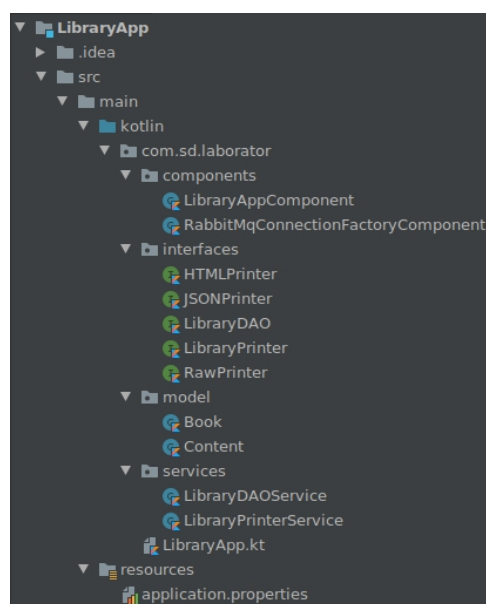 LibraryApp
.idea
src
main
kotlin
com.sd.laborator
components
LibraryAppComponent
RabbitMqConnectionFactoryComponent
interfaces
HTMLPrinter
JSONPrinter
LibraryDAO
LibraryPrinter
RawPrinter
model
Book
Content
services
LibraryDAOService
LibraryPrinterService
LibraryApp.kt
resources
application.properties